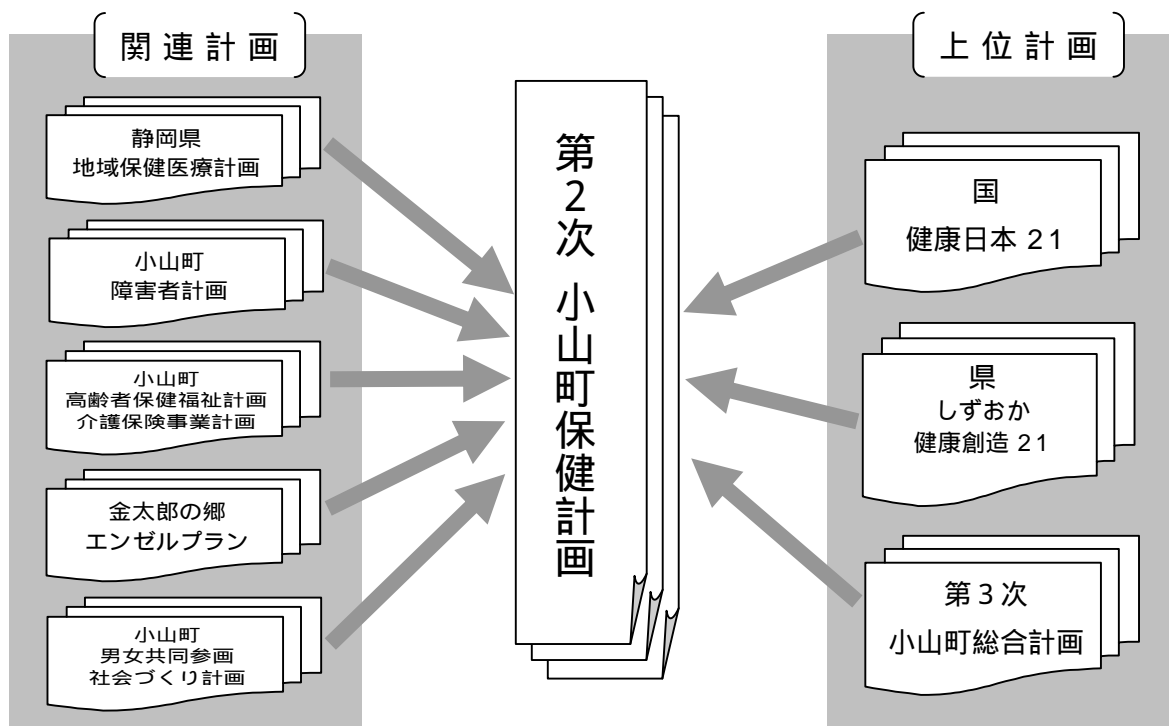 関連計画
静岡県
地域保健医療計画
小山町
障害者計画
小山町
高齢者保健福祉計画
介護保険事業計画
金太郎の郷
エンゼルプラン
小山町
男女共同参画
社会づくり計画
第2次 小山町保健計画
上位計画
国
健康日本 21
県
しずおか
健康創造 21
第3次
小山町総合計画